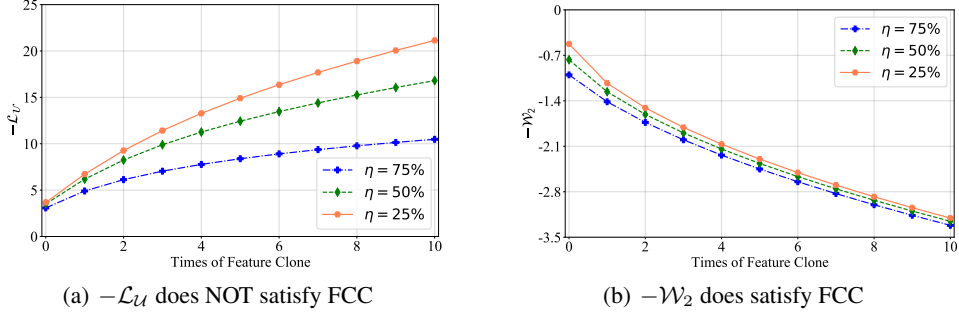 25
20
15
10
5
0
−𝓛𝒰
η = 75%
η = 50%
η = 25%
0 2 4 6 8 10
Times of Feature Clone
(a) −𝓛𝒰 does NOT satisfy FCC
0
−0.7
−1.4
−2.1
−2.8
−3.5
−𝒲₂
η = 75%
η = 50%
η = 25%
0 2 4 6 8 10
Times of Feature Clone
(b) −𝒲₂ does satisfy FCC